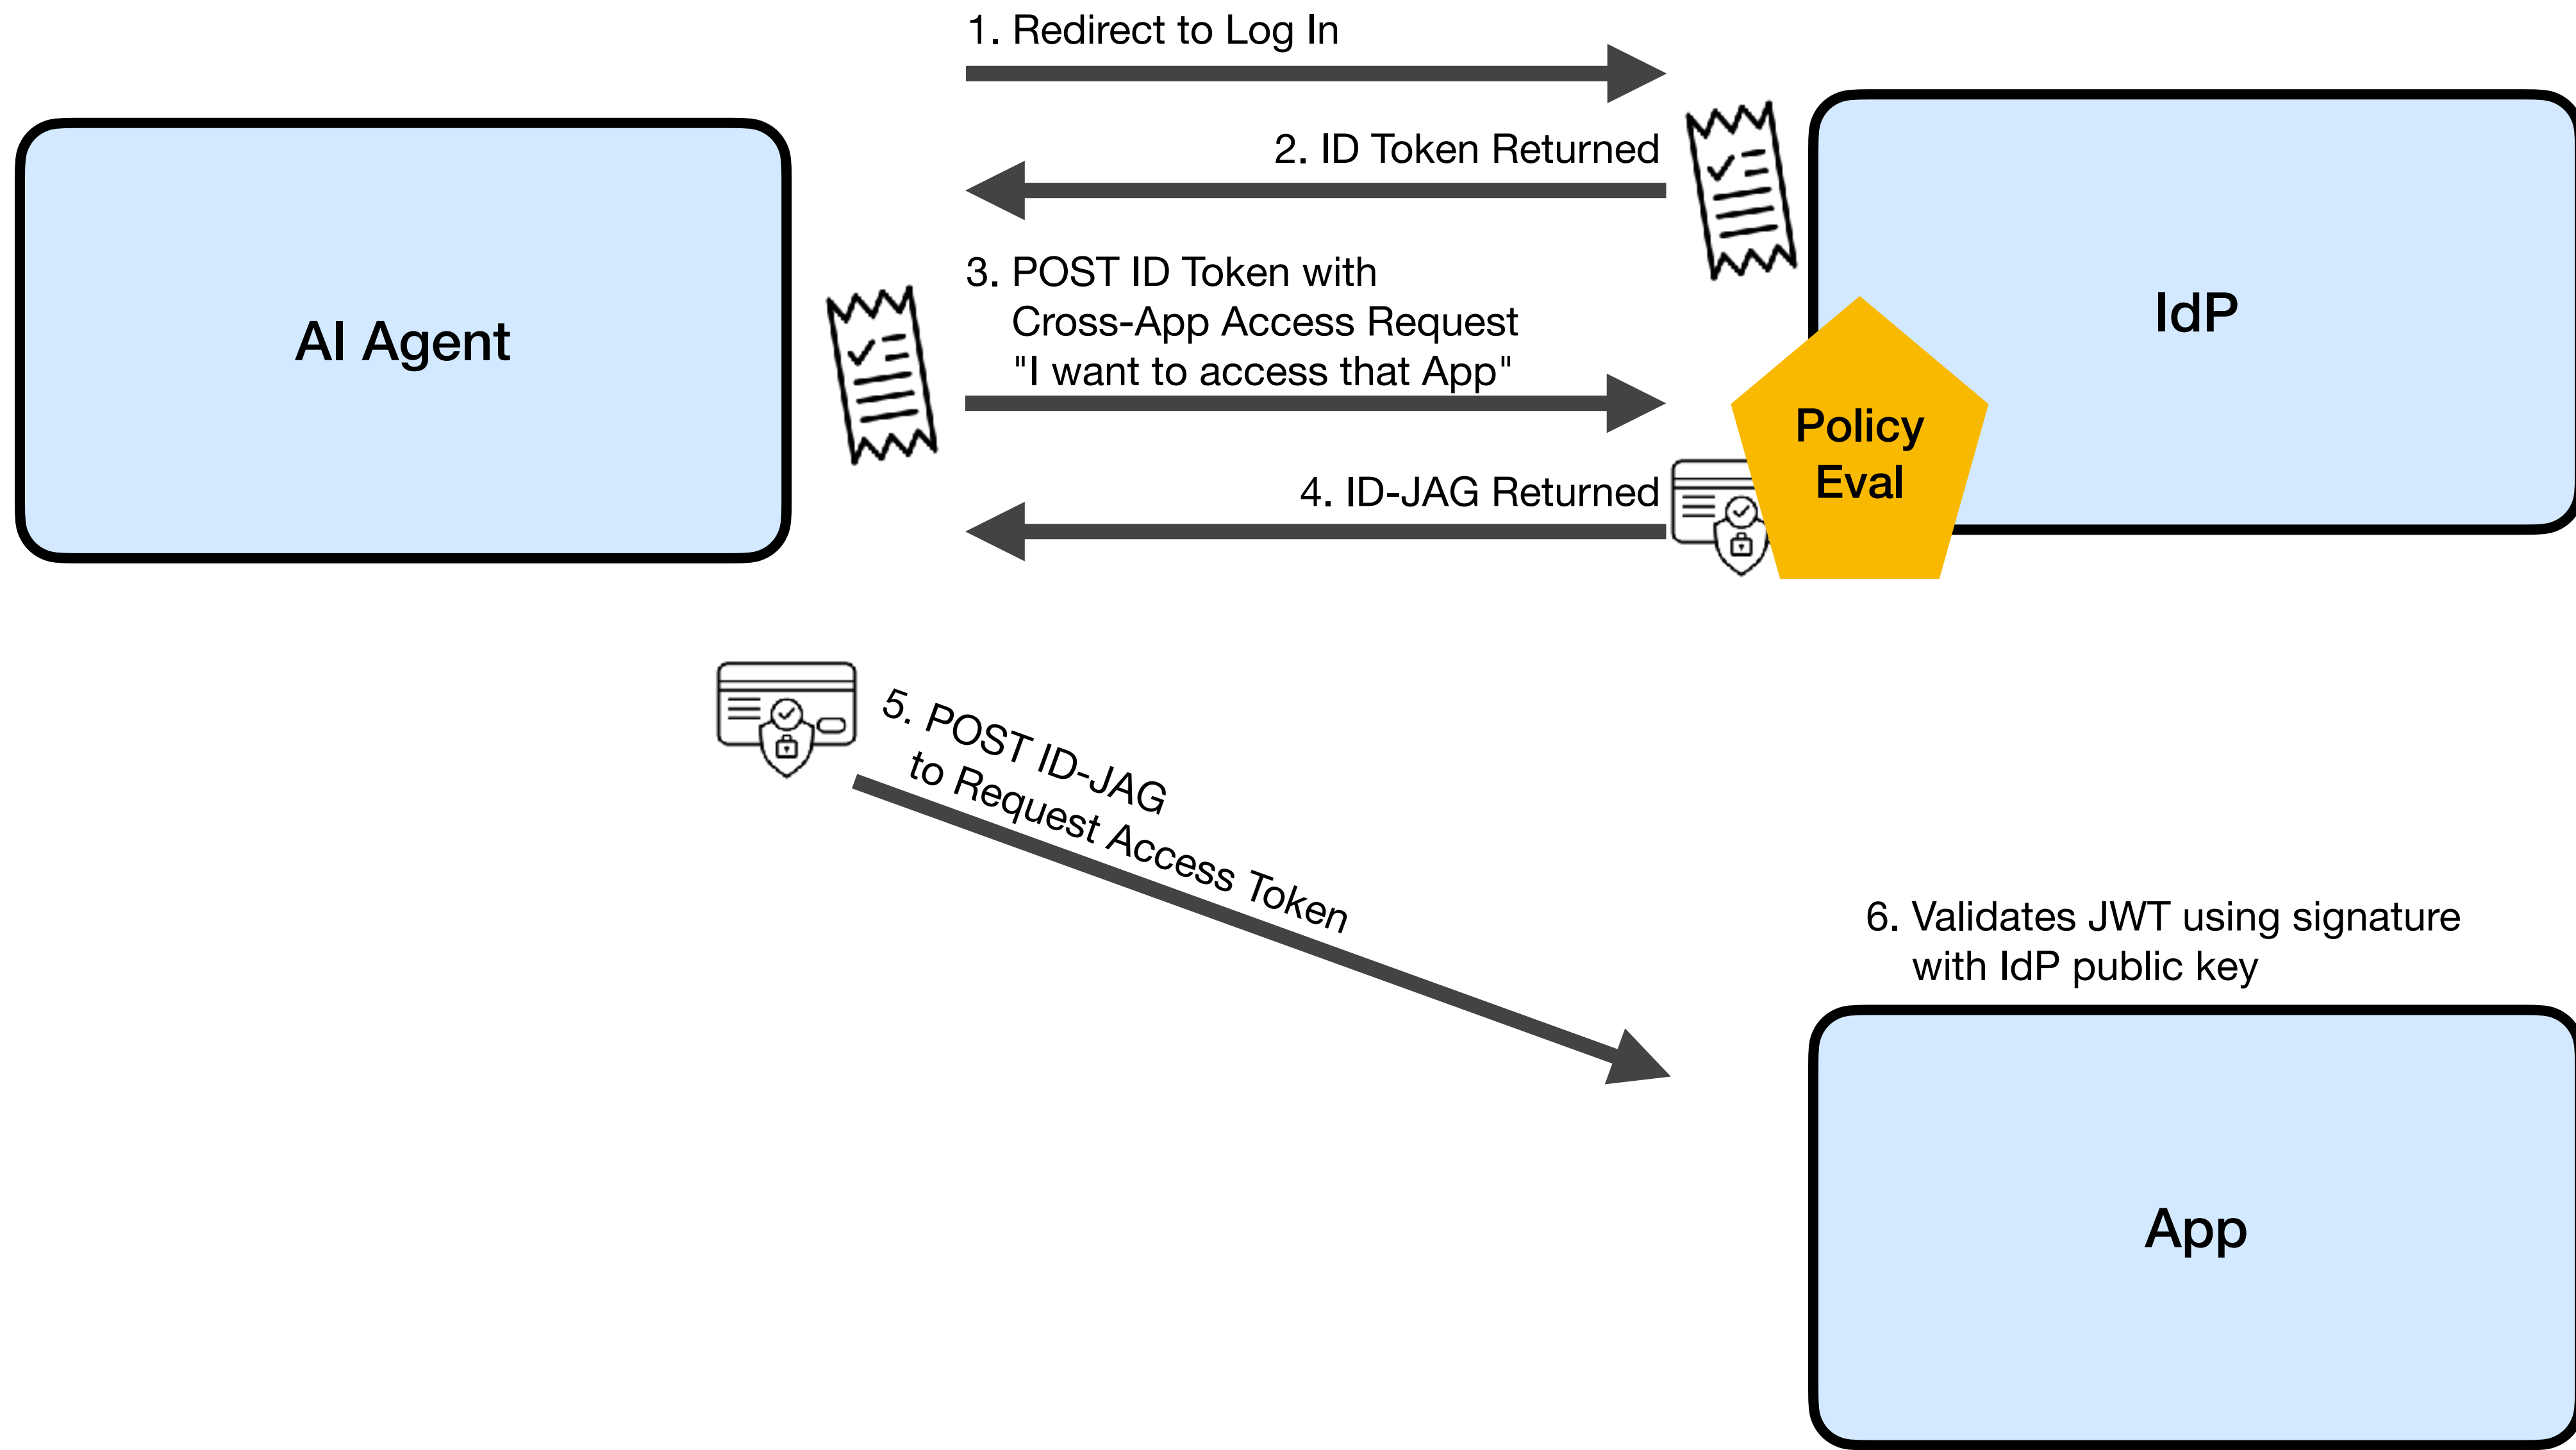 1. Redirect to Log In
2. ID Token Returned
3. POST ID Token with
Cross-App Access Request
"I want to access that App"
AI Agent
IdP
Policy
Eval
4. ID-JAG Returned
5. POST ID-JAG
to Request Access Token
6. Validates JWT using signature
with IdP public key
App